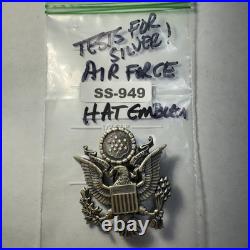 TESTS FOR
SILVER!
AIR FORCE
SS-949
HAT EMBLEM